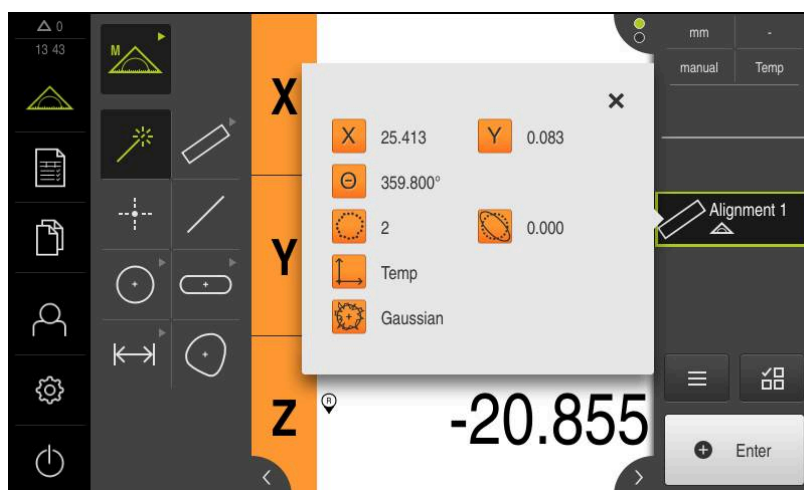 0
13 43
M
X
Y
Z
X 25.413 Y 0.083
Θ 359.800°
2 0.000
Temp
Gaussian
R
-20.855
mm -
manual Temp
Alignment 1
Enter